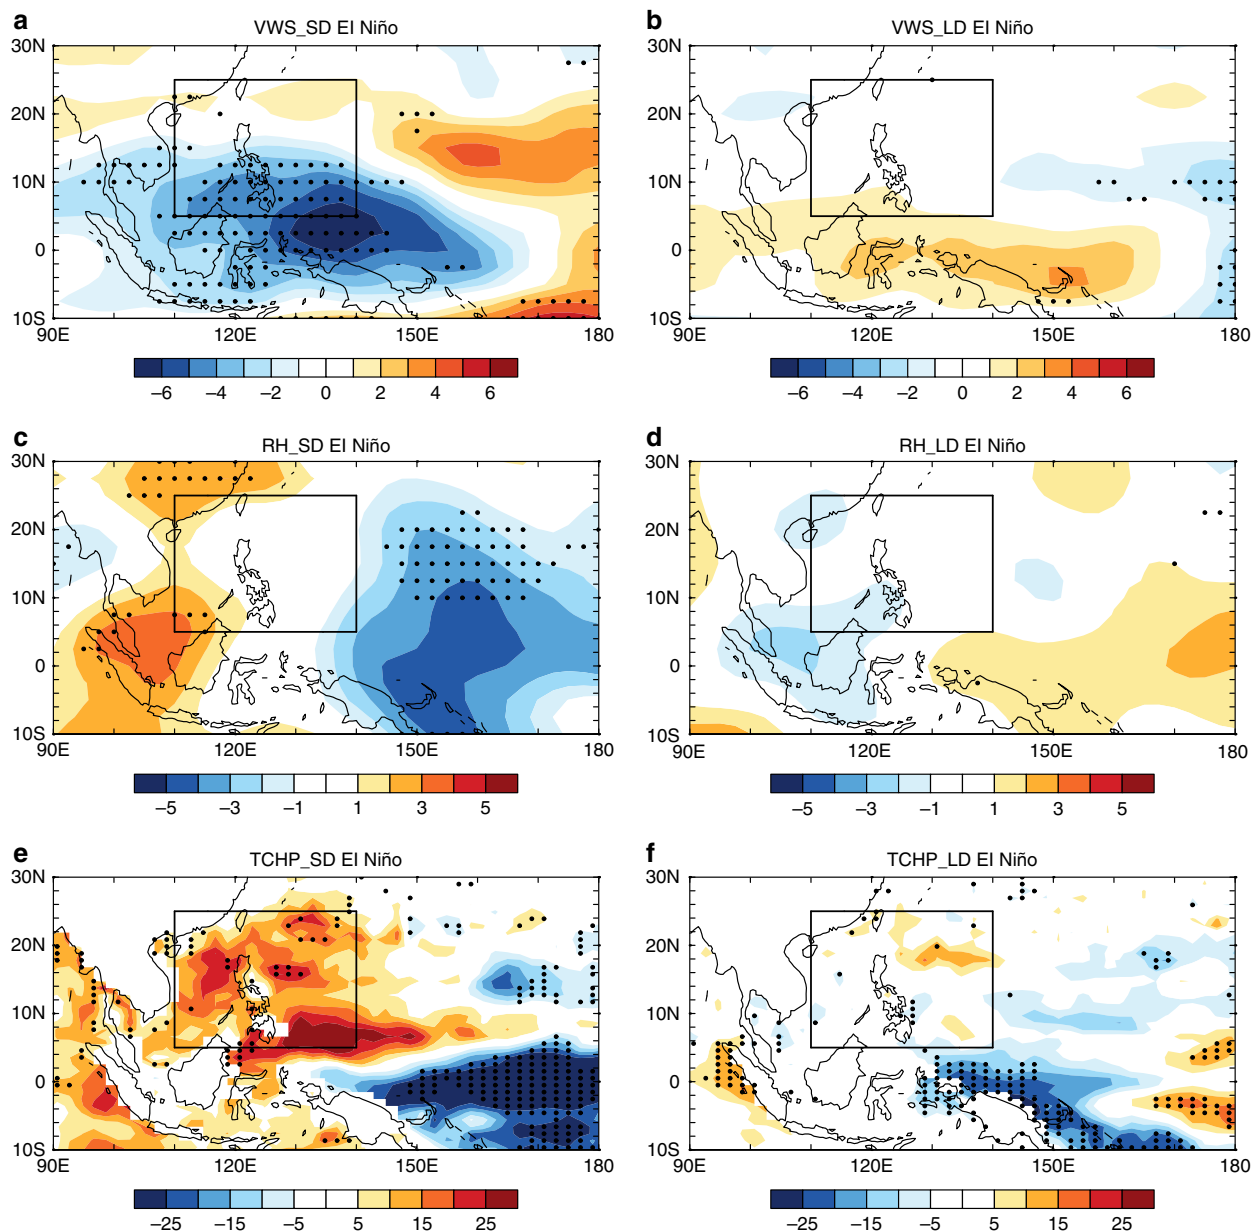 a
VWS_SD El Niño
30N
20N
10N
0
10S
90E 120E 150E 180
−6 −4 −2 0 2 4 6
b
VWS_LD El Niño
30N
20N
10N
0
10S
90E 120E 150E 180
−6 −4 −2 0 2 4 6
c
RH_SD El Niño
30N
20N
10N
0
10S
90E 120E 150E 180
−5 −3 −1 1 3 5
d
RH_LD El Niño
30N
20N
10N
0
10S
90E 120E 150E 180
−5 −3 −1 1 3 5
e
TCHP_SD El Niño
30N
20N
10N
0
10S
90E 120E 150E 180
−25 −15 −5 5 15 25
f
TCHP_LD El Niño
30N
20N
10N
0
10S
90E 120E 150E 180
−25 −15 −5 5 15 25